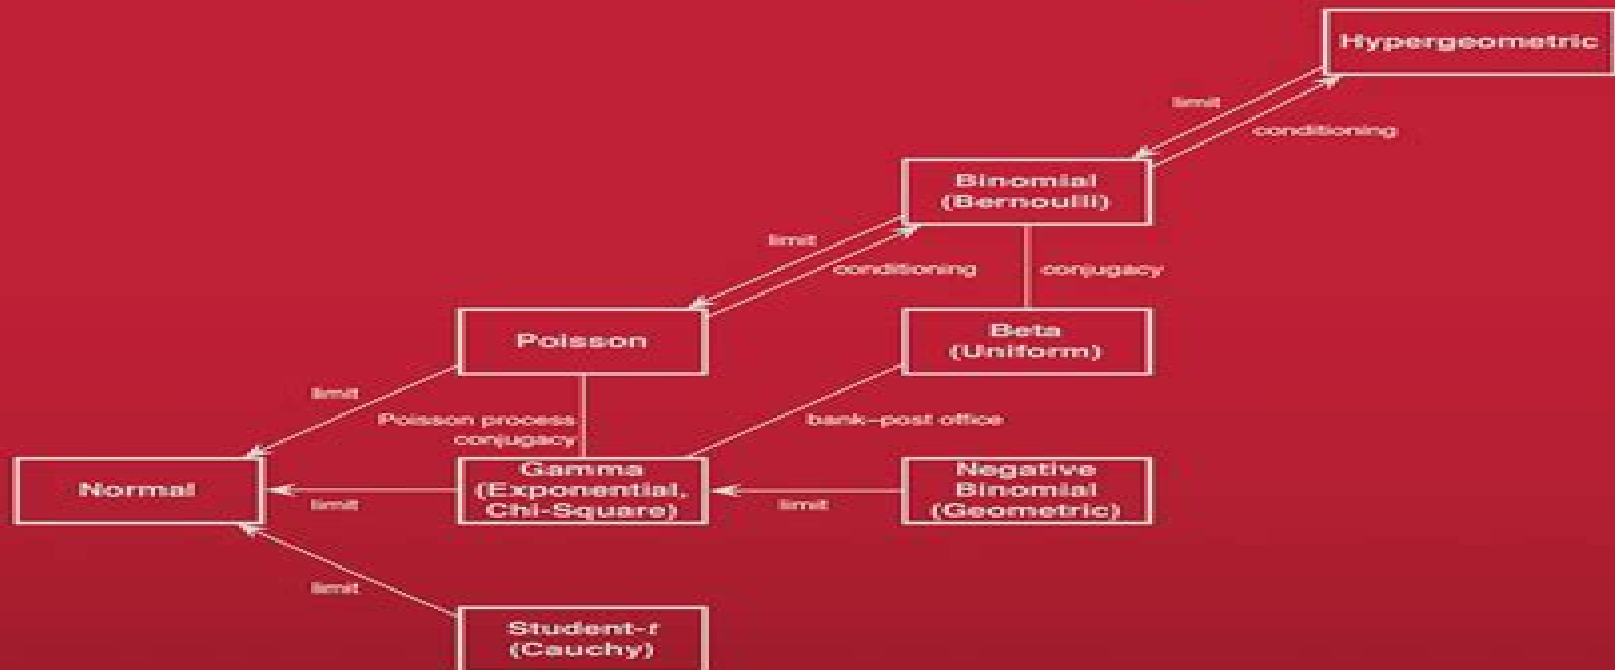 Hypergeometric
limit
conditioning
Binomial
(Bernoulli)
limit
conditioning
conjugacy
Poisson
Beta
(Uniform)
limit
Poisson process
conjugacy
bank–post office
Normal
limit
Gamma
(Exponential,
Chi-Square)
limit
Negative
Binomial
(Geometric)
limit
Student-t
(Cauchy)